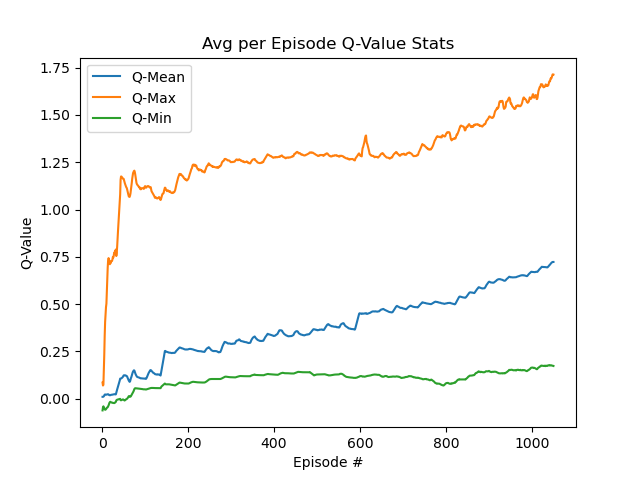 Avg per Episode Q-Value Stats
Q-Mean
Q-Max
Q-Min
Q-Value
1.75
1.50
1.25
1.00
0.75
0.50
0.25
0.00
0 200 400 600 800 1000
Episode #